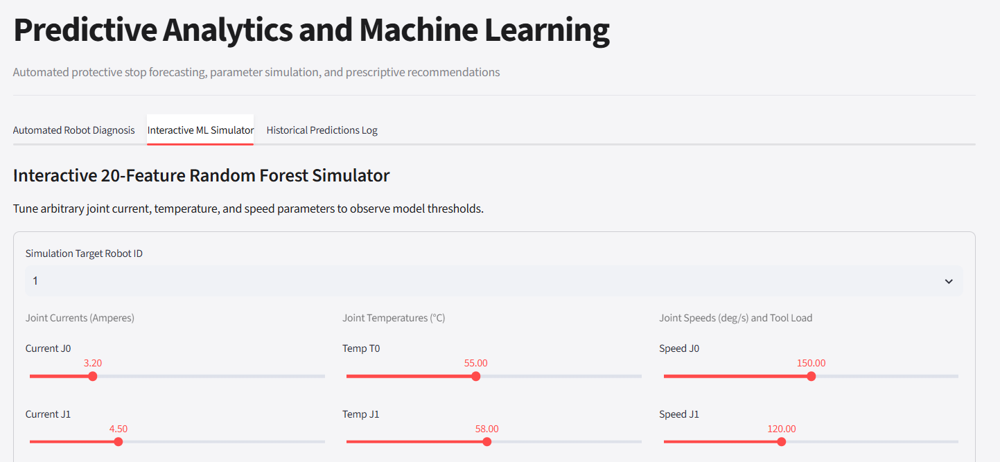 Predictive Analytics and Machine Learning
Automated protective stop forecasting, parameter simulation, and prescriptive recommendations
Automated Robot Diagnosis
Interactive ML Simulator
Historical Predictions Log
Interactive 20-Feature Random Forest Simulator
Tune arbitrary joint current, temperature, and speed parameters to observe model thresholds.
Simulation Target Robot ID
1
Joint Currents (Amperes)
Joint Temperatures (°C)
Joint Speeds (deg/s) and Tool Load
Current J0
Temp T0
Speed J0
3.20
55.00
150.00
Current J1
Temp J1
Speed J1
4.50
58.00
120.00